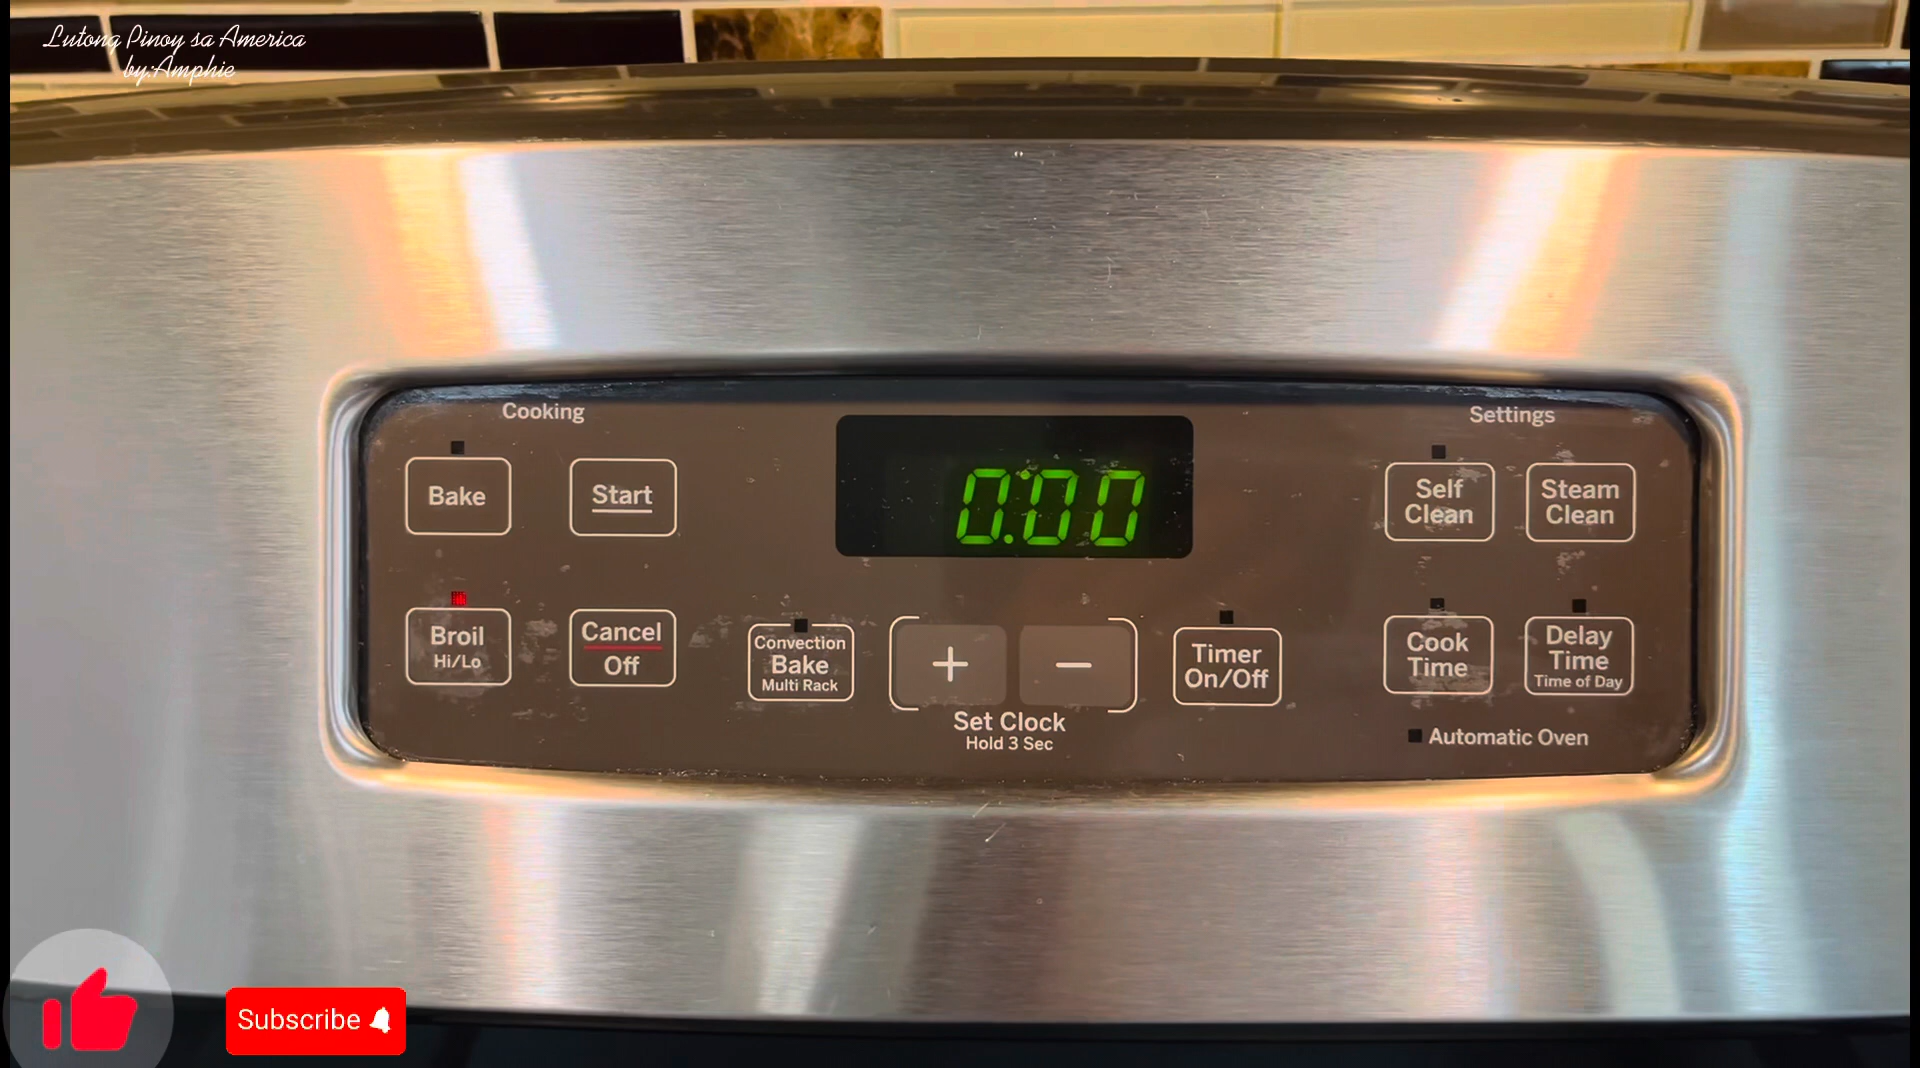 Lutong Pinoy sa America
by:Amphie
Cooking
Settings
Bake
Start
0:00
Self
Clean
Steam
Clean
Broil
Hi/Lo
Cancel
Off
Convection
Bake
Multi Rack
+
−
Set Clock
Hold 3 Sec
Timer
On/Off
Cook
Time
Delay
Time
Time of Day
Automatic Oven
Subscribe